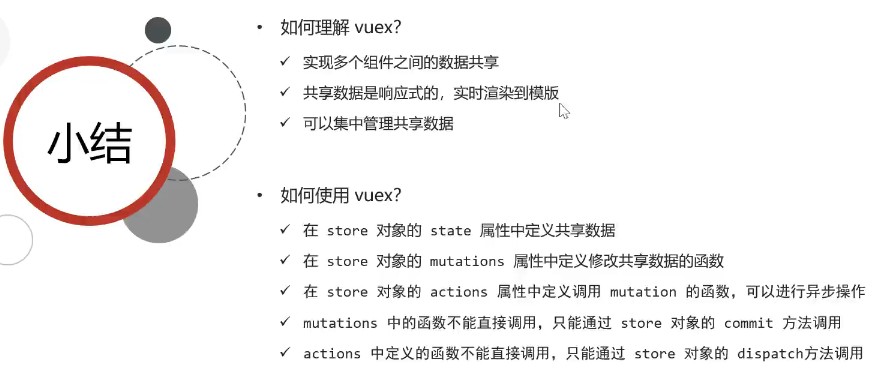 小结
如何理解 vuex?
实现多个组件之间的数据共享
共享数据是响应式的，实时渲染到模版
可以集中管理共享数据
如何使用 vuex?
在 store 对象的 state 属性中定义共享数据
在 store 对象的 mutations 属性中定义修改共享数据的函数
在 store 对象的 actions 属性中定义调用 mutation 的函数，可以进行异步操作
mutations 中的函数不能直接调用，只能通过 store 对象的 commit 方法调用
actions 中定义的函数不能直接调用，只能通过 store 对象的 dispatch方法调用